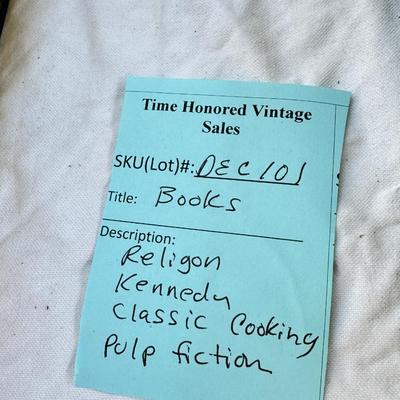 Time Honored Vintage
Sales
SKU(Lot)#: DEC101
Title: Books
Description:
Religon
Kennedy
Classic Cooking
Pulp fiction